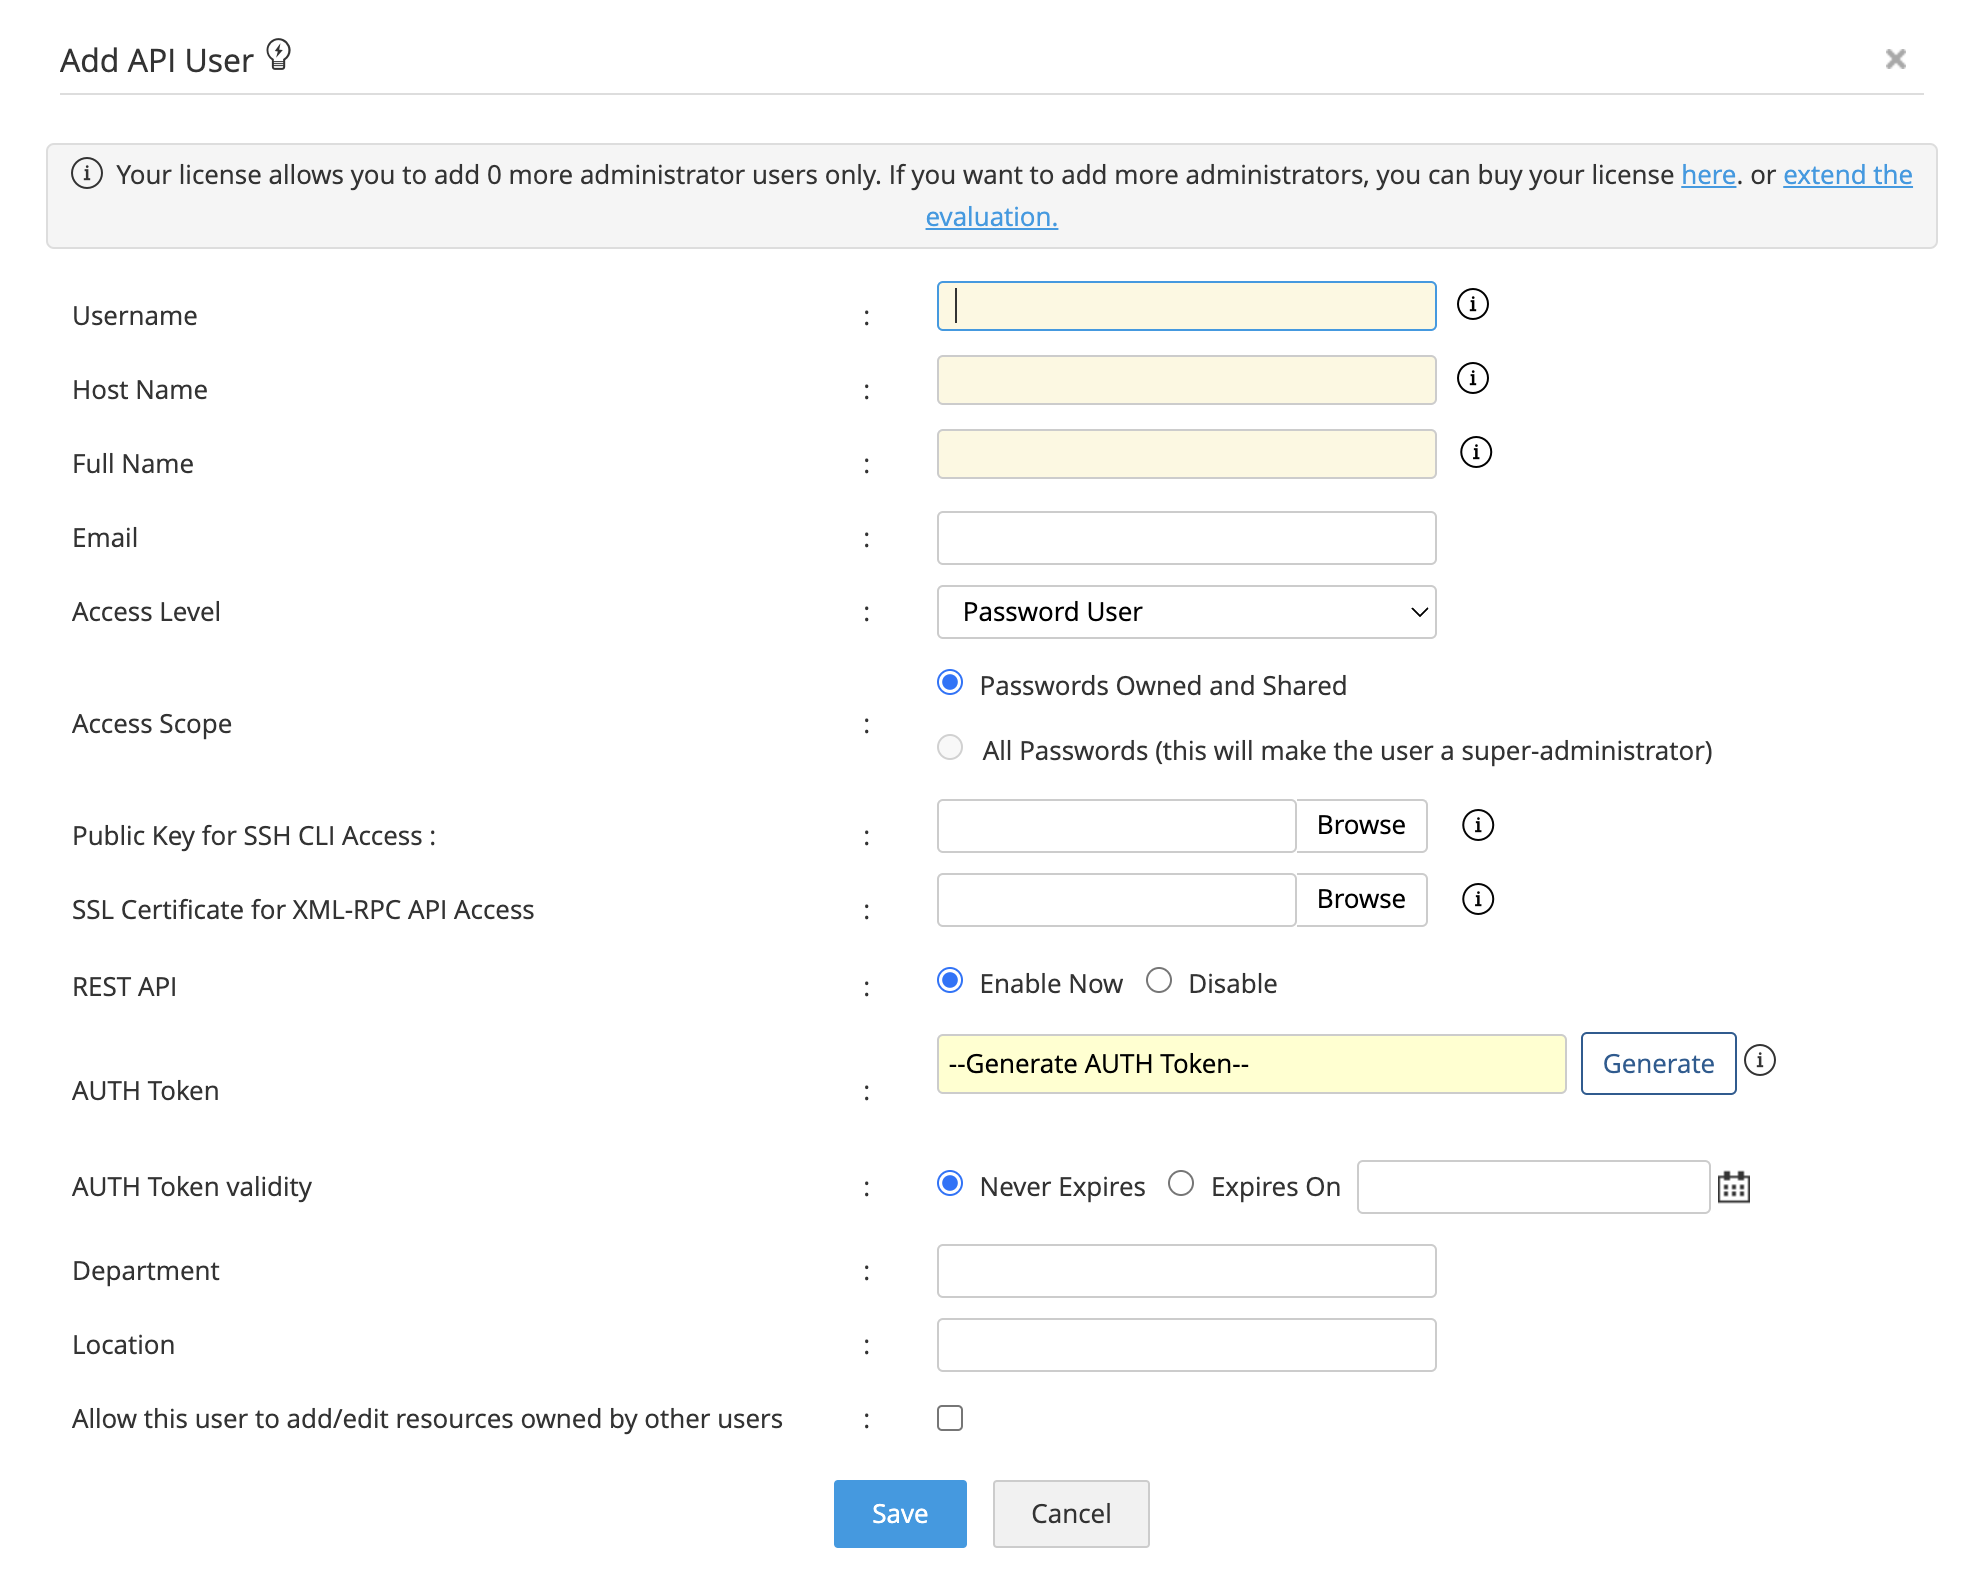 Add API User
Your license allows you to add 0 more administrator users only. If you want to add more administrators, you can buy your license here. or extend the
evaluation.
Username :
Host Name :
Full Name :
Email :
Access Level : Password User
Passwords Owned and Shared
Access Scope :
All Passwords (this will make the user a super-administrator)
Public Key for SSH CLI Access : : Browse
SSL Certificate for XML-RPC API Access : Browse
REST API : Enable Now Disable
AUTH Token : --Generate AUTH Token-- Generate
AUTH Token validity : Never Expires Expires On
Department :
Location :
Allow this user to add/edit resources owned by other users :
Save Cancel